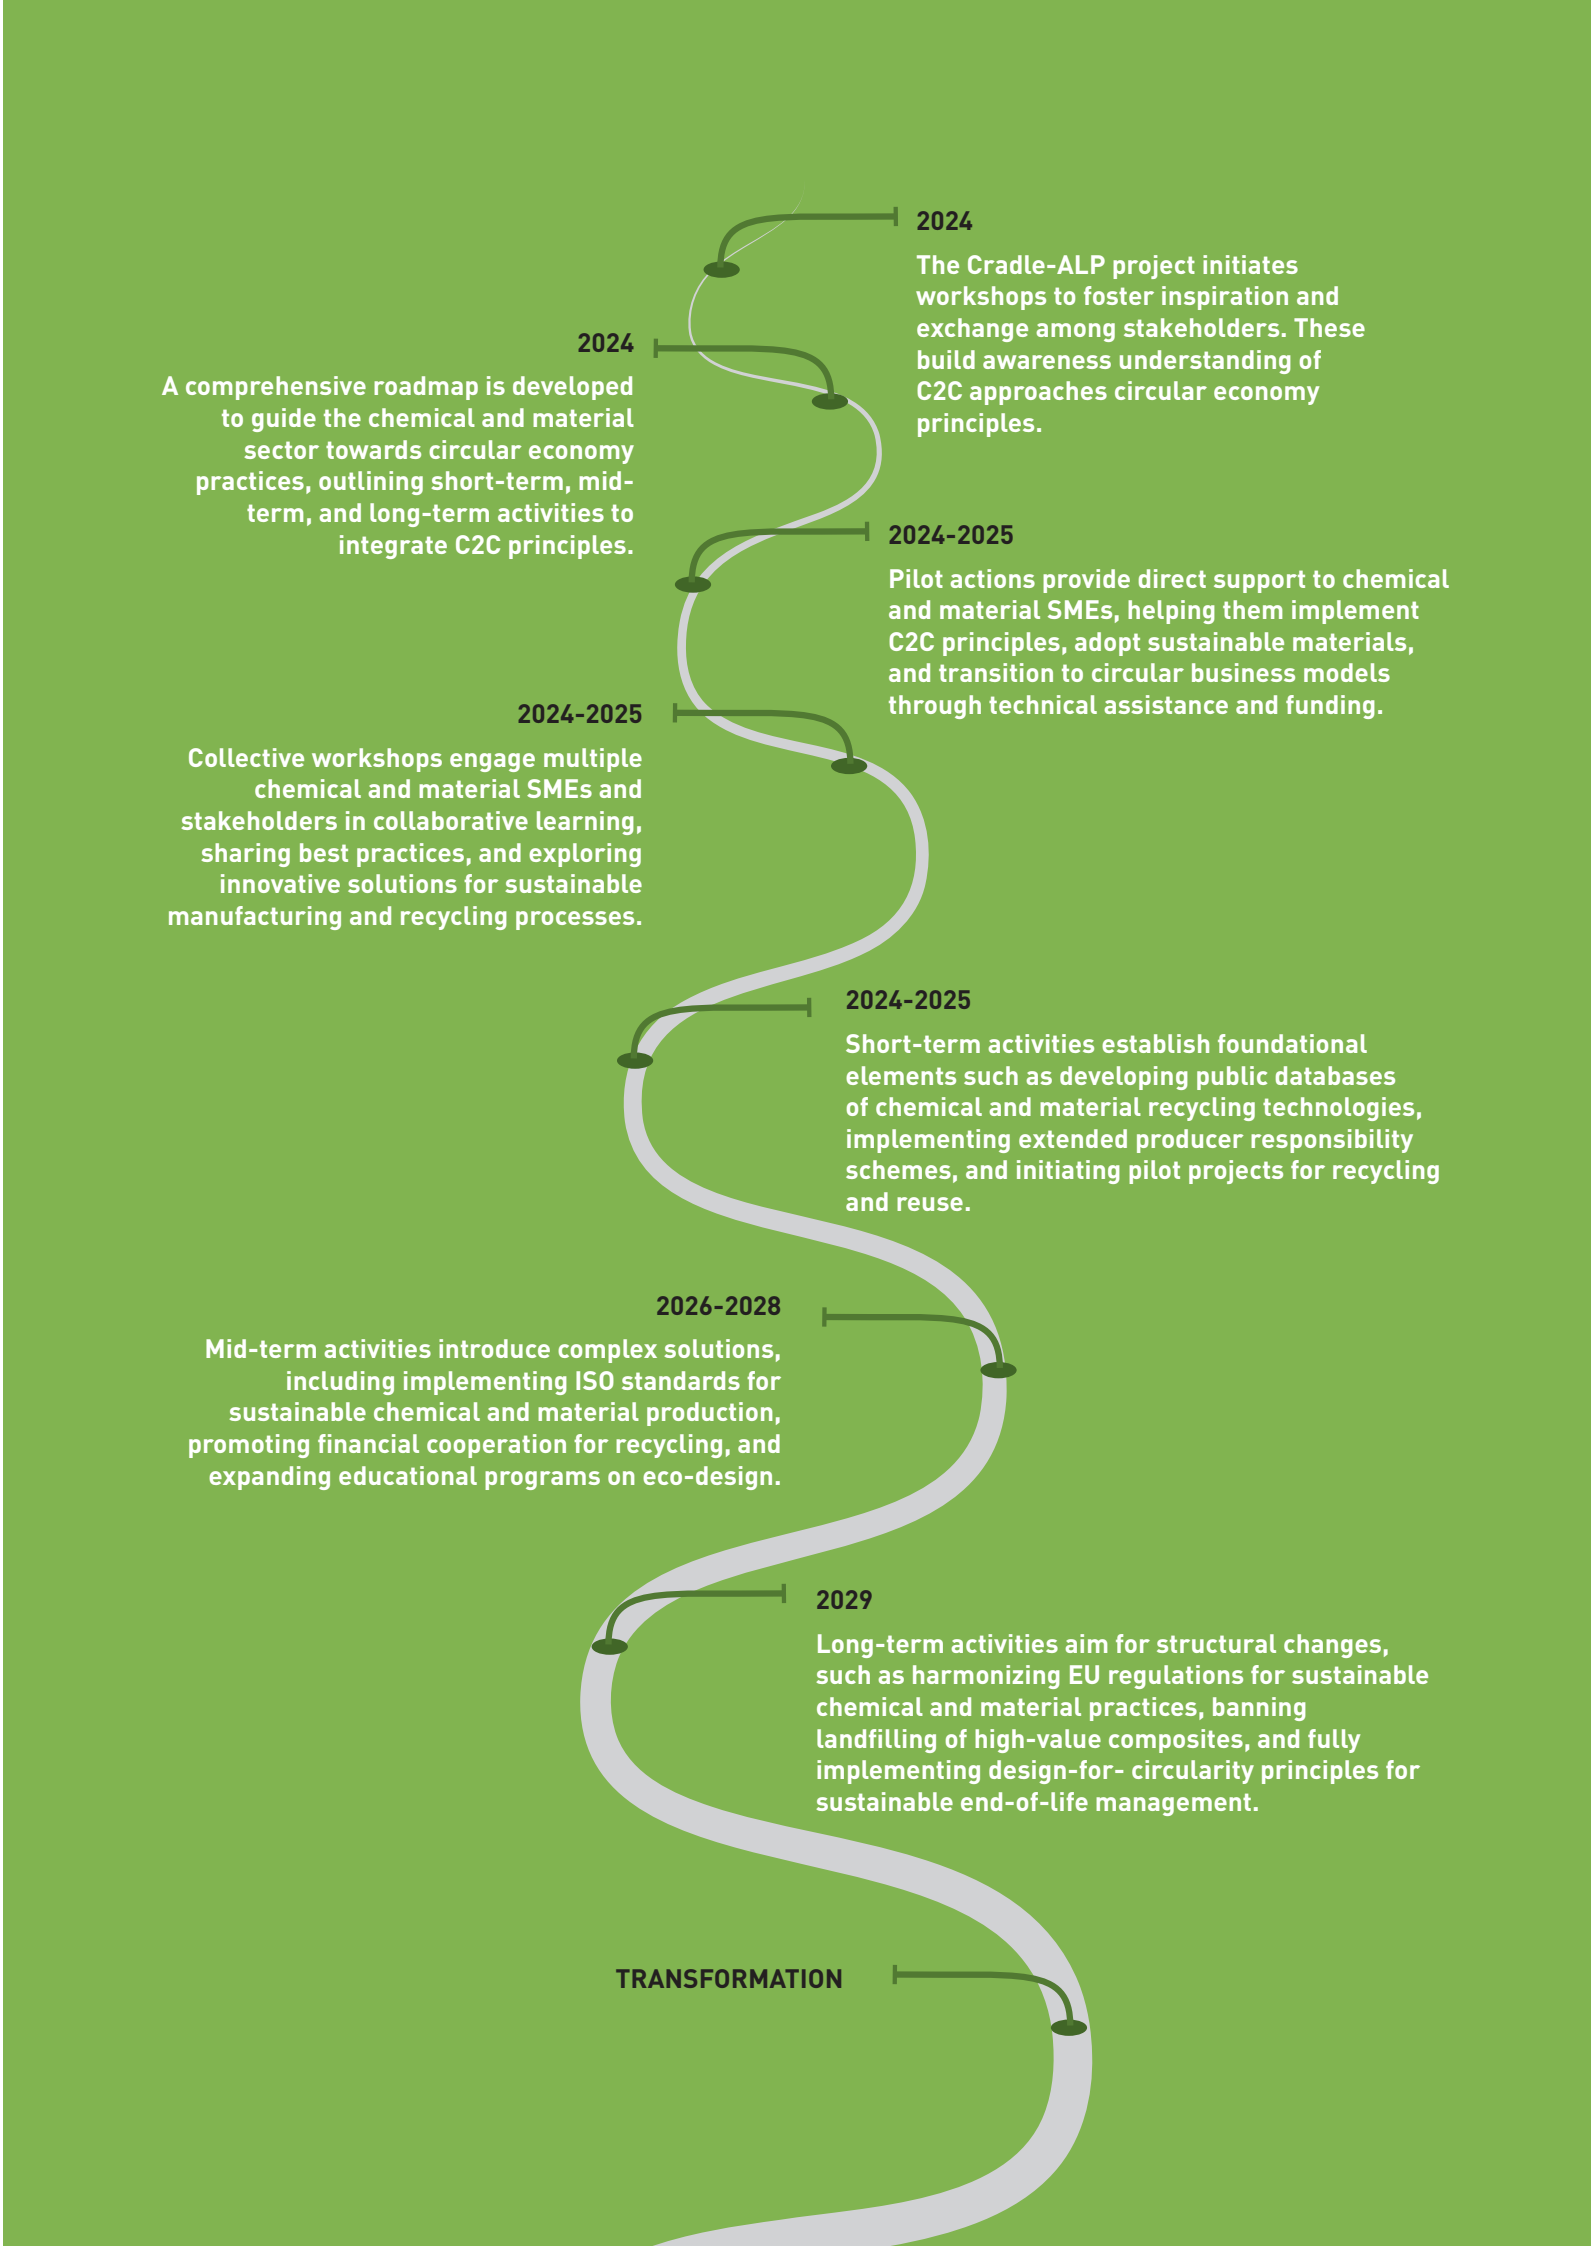 2024
The Cradle-ALP project initiates
workshops to foster inspiration and
exchange among stakeholders. These
build awareness understanding of
C2C approaches circular economy
principles.
2024
A comprehensive roadmap is developed
to guide the chemical and material
sector towards circular economy
practices, outlining short-term, mid-
term, and long-term activities to
integrate C2C principles.
2024-2025
Pilot actions provide direct support to chemical
and material SMEs, helping them implement
C2C principles, adopt sustainable materials,
and transition to circular business models
through technical assistance and funding.
2024-2025
Collective workshops engage multiple
chemical and material SMEs and
stakeholders in collaborative learning,
sharing best practices, and exploring
innovative solutions for sustainable
manufacturing and recycling processes.
2024-2025
Short-term activities establish foundational
elements such as developing public databases
of chemical and material recycling technologies,
implementing extended producer responsibility
schemes, and initiating pilot projects for recycling
and reuse.
2026-2028
Mid-term activities introduce complex solutions,
including implementing ISO standards for
sustainable chemical and material production,
promoting financial cooperation for recycling, and
expanding educational programs on eco-design.
2029
Long-term activities aim for structural changes,
such as harmonizing EU regulations for sustainable
chemical and material practices, banning
landfilling of high-value composites, and fully
implementing design-for- circularity principles for
sustainable end-of-life management.
TRANSFORMATION